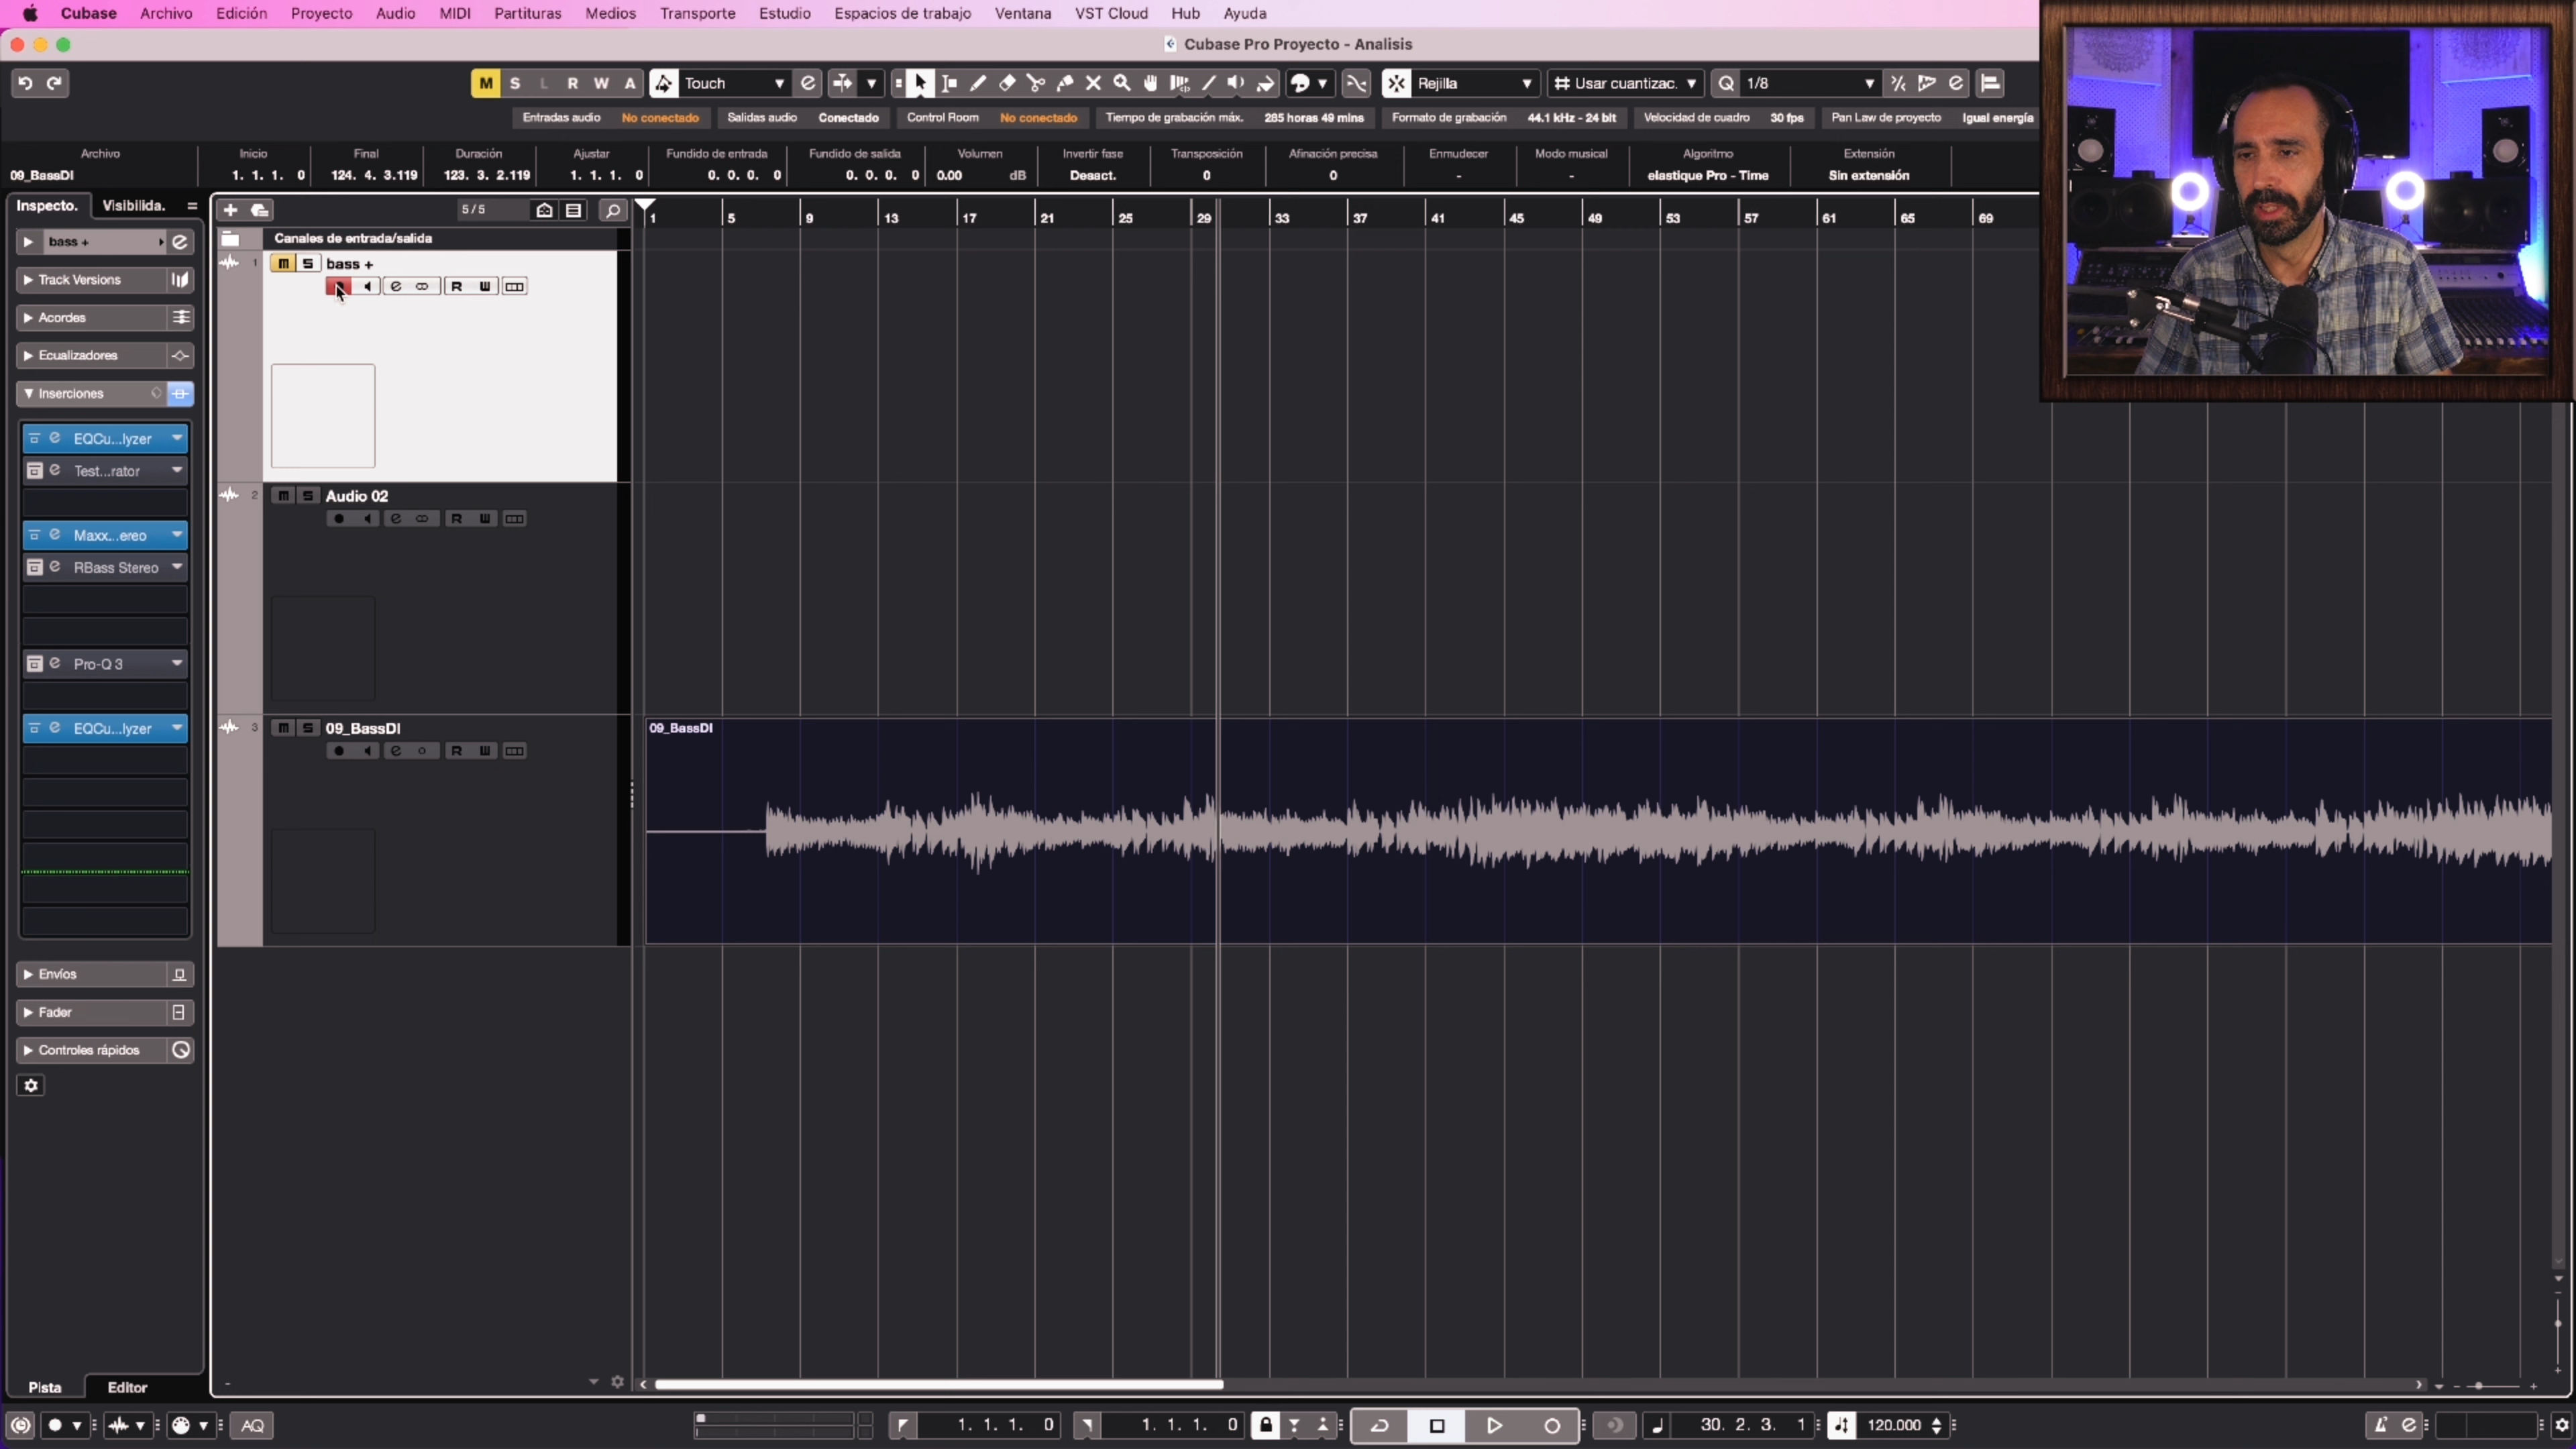 Cubase Archivo Edición Proyecto Audio MIDI Partituras Medios Transporte Estudio Espacios de trabajo Ventana VST Cloud Hub Ayuda
Cubase Pro Proyecto - Analisis
M S L R W A Touch Rejilla Usar cuantizac. Q 1/8
Entradas audio No conectado Salidas audio Conectado Control Room No conectado Tiempo de grabación máx. 285 horas 49 mins Formato de grabación 44.1 kHz - 24 bit Velocidad de cuadro 30 fps Pan Law de proyecto Igual energía
Archivo Inicio Final Duración Ajustar Fundido de entrada Fundido de salida Volumen Invertir fase Transposición Afinación precisa Enmudecer Modo musical Algoritmo Extensión
09_BassDI 1. 1. 1. 0 124. 4. 3.119 123. 3. 2.119 1. 1. 1. 0 0. 0. 0. 0 0. 0. 0. 0 0.00 dB Desact. 0 0 - - elastique Pro - Time Sin extensión
Inspecto. Visibilida. 5/5 1 5 9 13 17 21 25 29 33 37 41 45 49 53 57 61 65 69
bass +
Track Versions
Acordes
Ecualizadores
Inserciones
EQCu...lyzer
Test...rator
Maxx...ereo
RBass Stereo
Pro-Q 3
EQCu...lyzer
Envíos
Fader
Controles rápidos
Pista Editor
Canales de entrada/salida
1 m S bass +
e R W
2 m S Audio 02
e R W
3 m S 09_BassDI
e R W
09_BassDI
AQ 1. 1. 1. 0 1. 1. 1. 0 30. 2. 3. 1 120.000